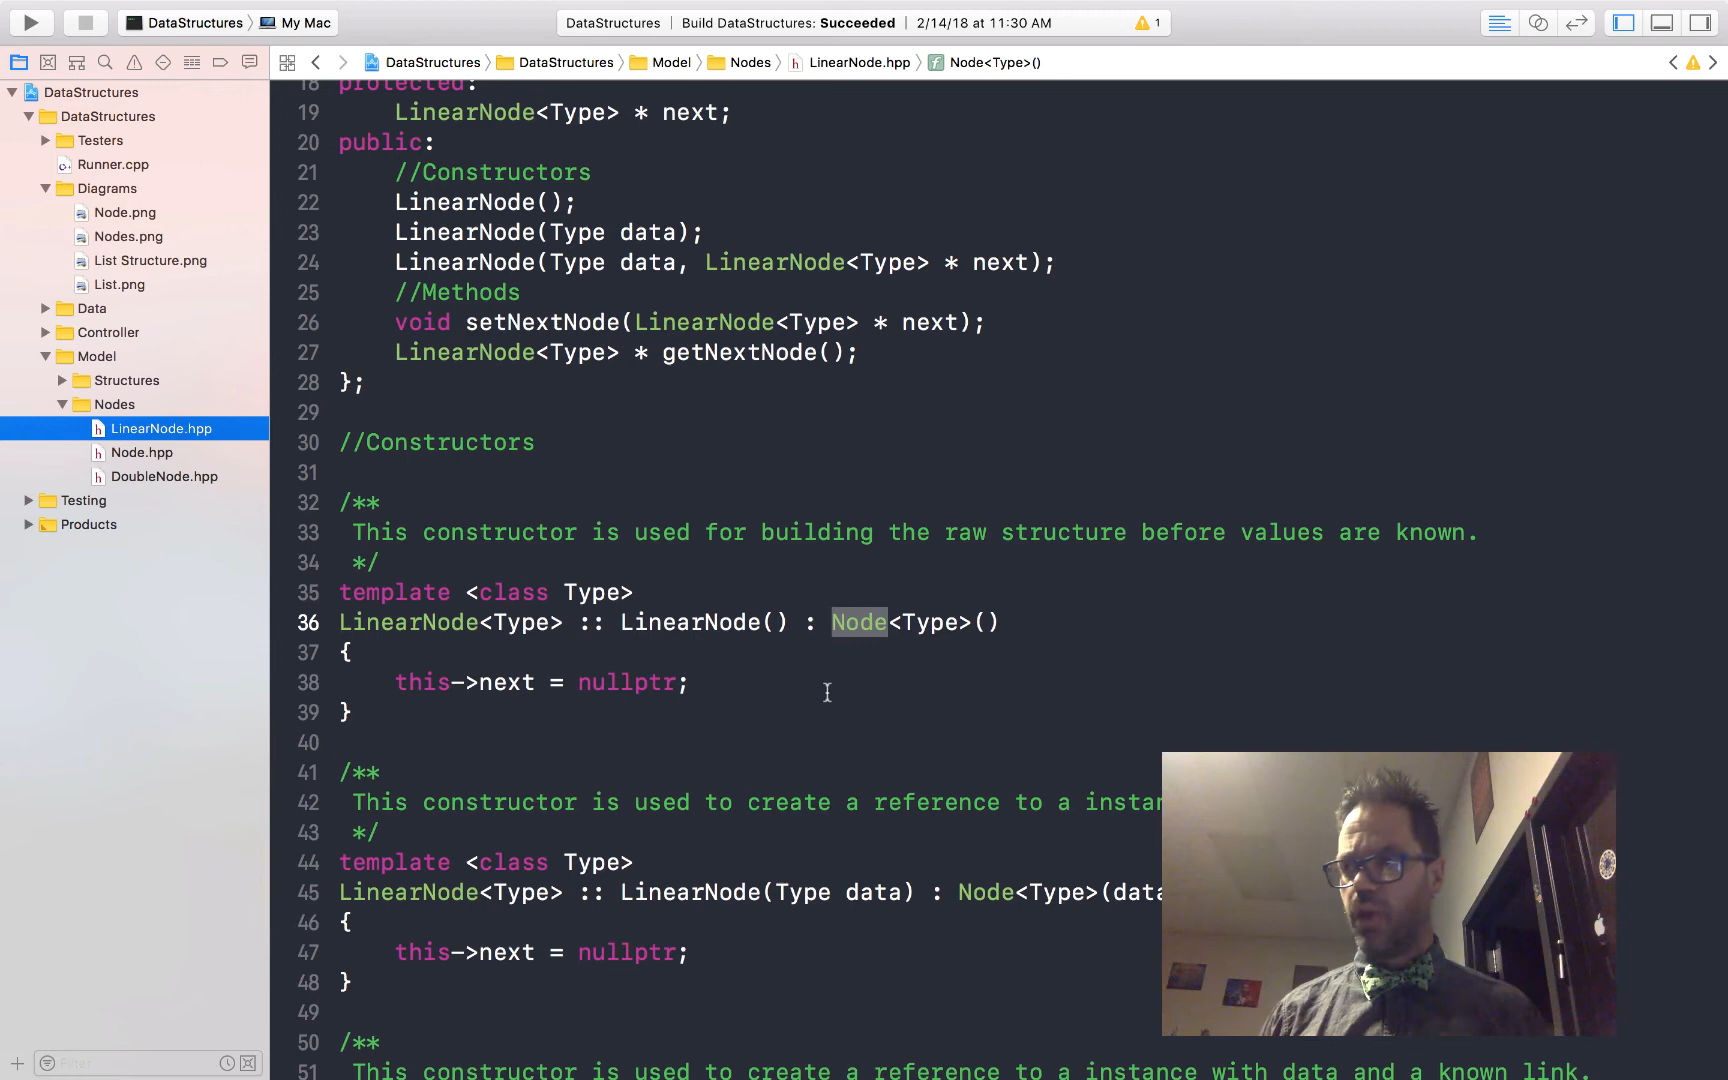 DataStructures
My Mac
DataStructures
Build DataStructures: Succeeded
2/14/18 at 11:30 AM
1
DataStructures
DataStructures
Model
Nodes
LinearNode.hpp
Node<Type>()
DataStructures
DataStructures
Testers
Runner.cpp
Diagrams
Node.png
Nodes.png
List Structure.png
List.png
Data
Controller
Model
Structures
Nodes
LinearNode.hpp
Node.hpp
DoubleNode.hpp
Testing
Products
Filter
18 protected:
19 LinearNode<Type> * next;
20 public:
21 //Constructors
22 LinearNode();
23 LinearNode(Type data);
24 LinearNode(Type data, LinearNode<Type> * next);
25 //Methods
26 void setNextNode(LinearNode<Type> * next);
27 LinearNode<Type> * getNextNode();
28 };
29
30 //Constructors
31
32 /**
33 This constructor is used for building the raw structure before values are known.
34 */
35 template <class Type>
36 LinearNode<Type> :: LinearNode() : Node<Type>()
37 {
38 this->next = nullptr;
39 }
40
41 /**
42 This constructor is used to create a reference to a instan
43 */
44 template <class Type>
45 LinearNode<Type> :: LinearNode(Type data) : Node<Type>(data
46 {
47 this->next = nullptr;
48 }
49
50 /**
51 This constructor is used to create a reference to a instance with data and a known link.